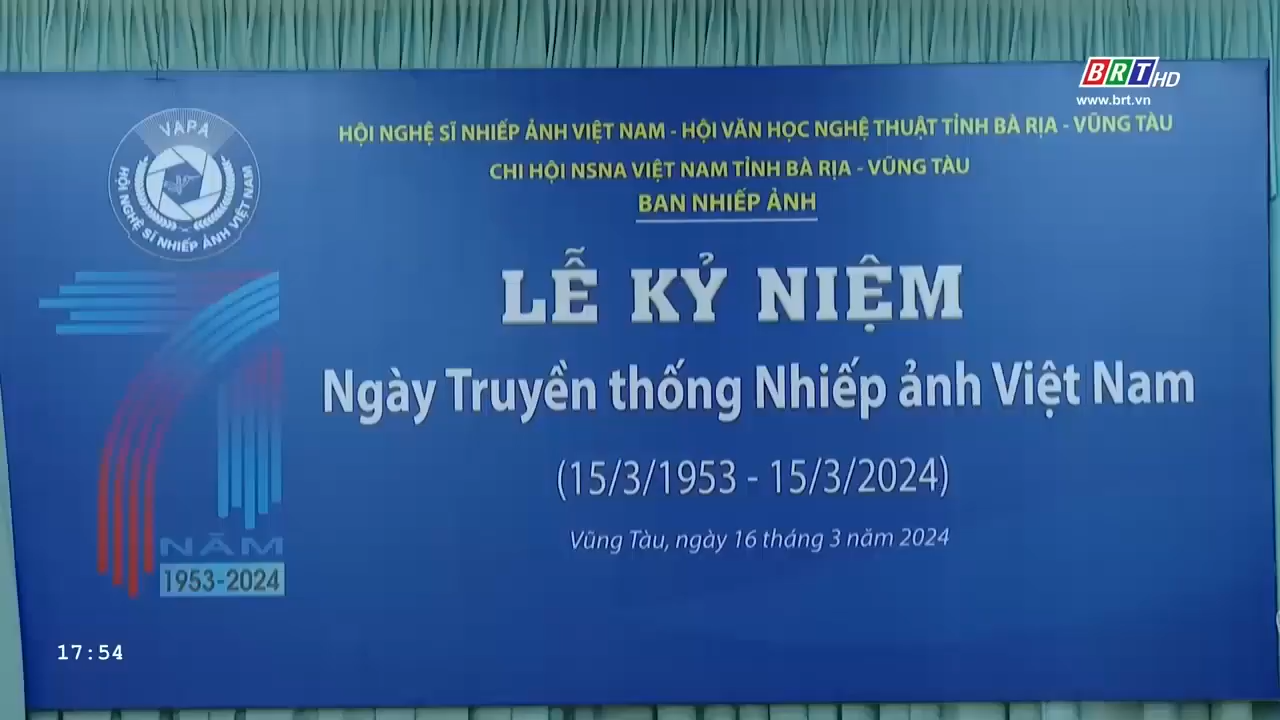 BRT HD
www.brt.vn
VAPA
HỘI NGHỆ SĨ NHIẾP ẢNH VIỆT NAM
HỘI NGHỆ SĨ NHIẾP ẢNH VIỆT NAM - HỘI VĂN HỌC NGHỆ THUẬT TỈNH BÀ RỊA - VŨNG TÀU
CHI HỘI NSNA VIỆT NAM TỈNH BÀ RỊA - VŨNG TÀU
BAN NHIẾP ẢNH
LỄ KỶ NIỆM
Ngày Truyền thống Nhiếp ảnh Việt Nam
(15/3/1953 - 15/3/2024)
Vũng Tàu, ngày 16 tháng 3 năm 2024
71
NĂM
1953-2024
17:54